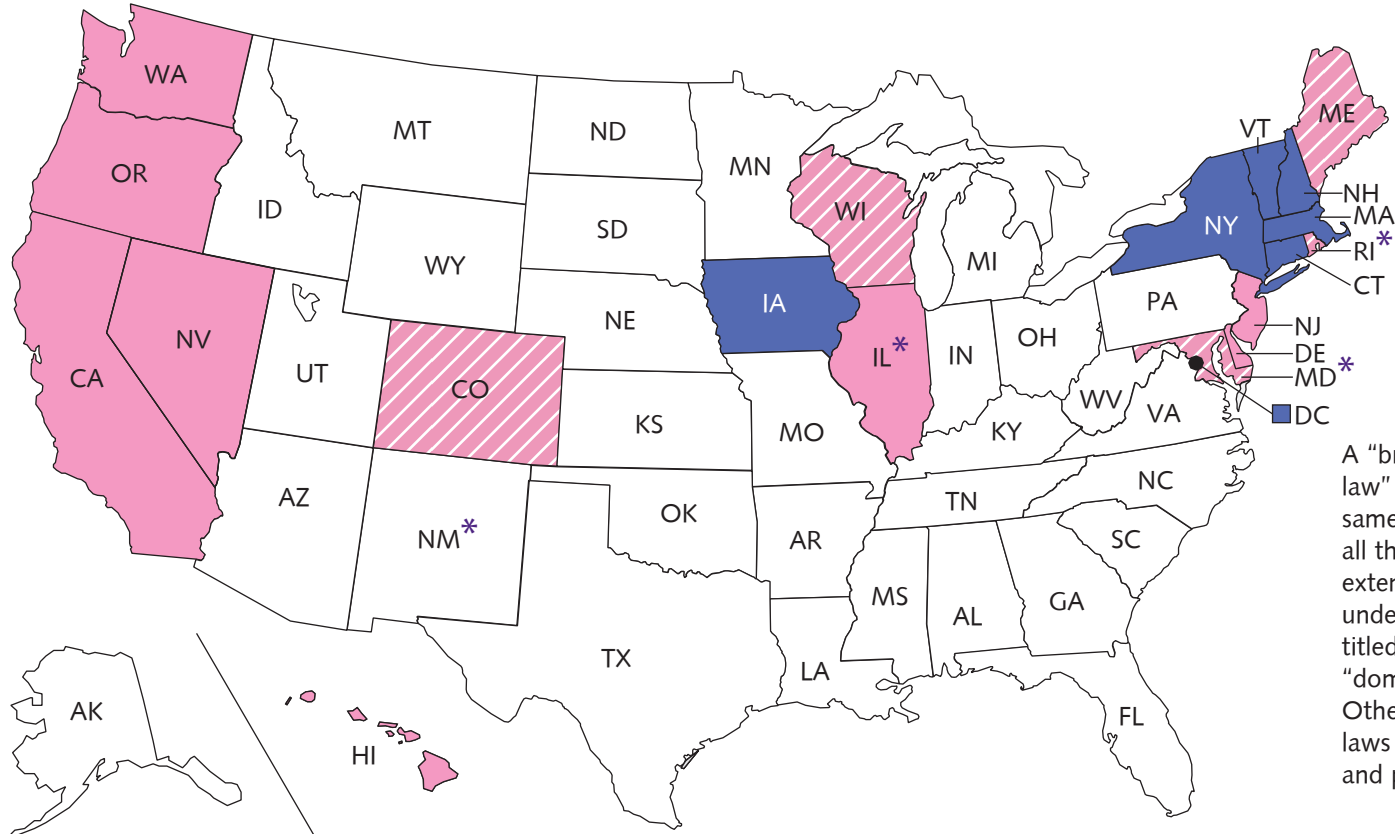 WA
MT
ND
MN
VT
ME
OR
ID
SD
WI
NH
MA
NY
RI*
WY
MI
CT
IA
PA
NE
NJ
NV
OH
DE
MD*
CA
UT
CO
IL*
IN
WV
VA
DC
KS
MO
KY
AZ
NM*
OK
TN
NC
AR
SC
MS
AL
GA
TX
LA
AK
HI
FL
A “br
law”
same
all th
exter
unde
titled
“dom
Othe
laws
and p